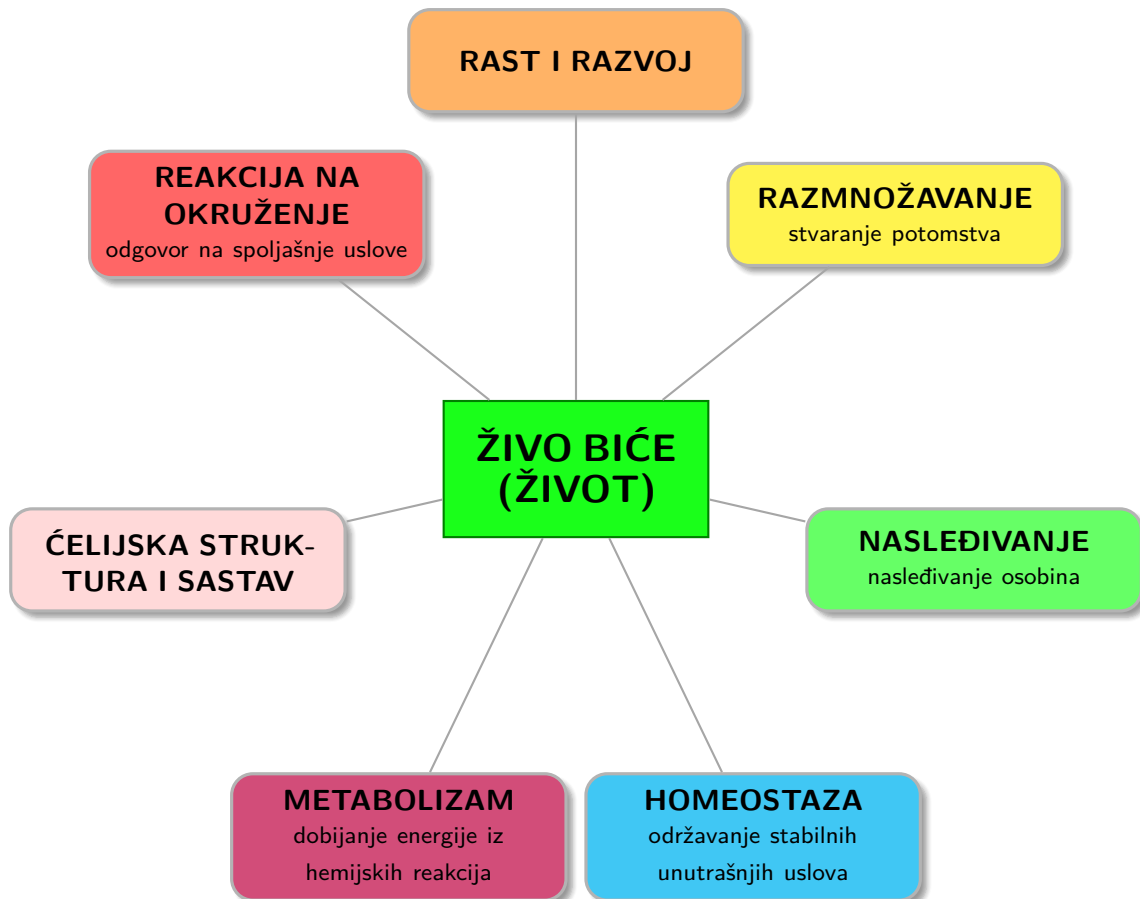 RAST I RAZVOJ
REAKCIJA NA
OKRUŽENJE
odgovor na spoljašnje uslove
RAZMNOŽAVANJE
stvaranje potomstva
ŽIVO BIĆE
(ŽIVOT)
ĆELIJSKA STRUK-
TURA I SASTAV
NASLEĐIVANJE
nasleđivanje osobina
METABOLIZAM
dobijanje energije iz
hemijskih reakcija
HOMEOSTAZA
održavanje stabilnih
unutrašnjih uslova